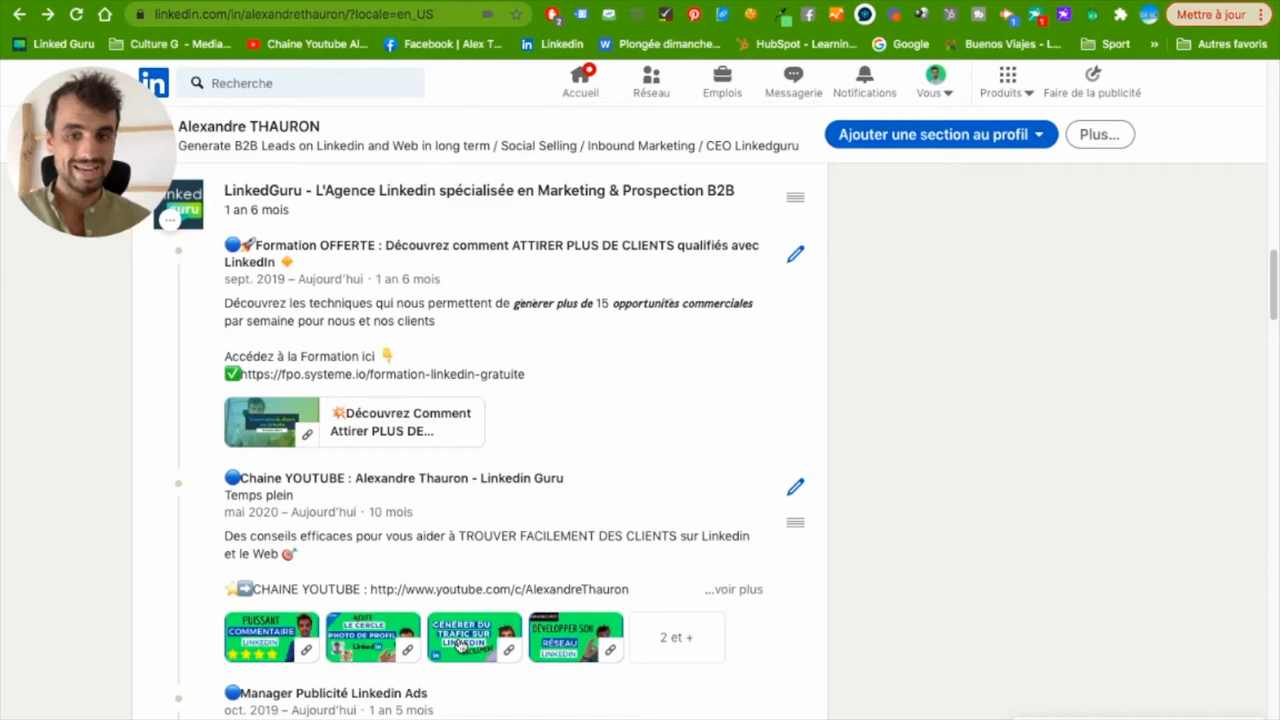 linkedin.com/in/alexandrethauron/?locale=en_US
Mettre à jour
Linked Guru
Culture G - Media...
Chaine Youtube Al...
Facebook | Alex T...
Linkedin
Plongée dimanche...
HubSpot - Learnin...
Google
Buenos Viajes - L...
Sport
»
Autres favoris
in
Recherche
Accueil
Réseau
Emplois
Messagerie
Notifications
Vous
Produits
Faire de la publicité
Alexandre THAURON
Generate B2B Leads on Linkedin and Web in long term / Social Selling / Inbound Marketing / CEO Linkedguru
Ajouter une section au profil
Plus...
linked
guru
LinkedGuru - L'Agence Linkedin spécialisée en Marketing & Prospection B2B
1 an 6 mois
Formation OFFERTE : Découvrez comment ATTIRER PLUS DE CLIENTS qualifiés avec
LinkedIn
sept. 2019 – Aujourd'hui · 1 an 6 mois
Découvrez les techniques qui nous permettent de générer plus de 15 opportunités commerciales
par semaine pour nous et nos clients
Accédez à la Formation ici
https://fpo.systeme.io/formation-linkedin-gratuite
Découvrez Comment
Attirer PLUS DE...
Chaine YOUTUBE : Alexandre Thauron - Linkedin Guru
Temps plein
mai 2020 – Aujourd'hui · 10 mois
Des conseils efficaces pour vous aider à TROUVER FACILEMENT DES CLIENTS sur Linkedin
et le Web
CHAINE YOUTUBE : http://www.youtube.com/c/AlexandreThauron
...voir plus
PUISSANT
COMMENTAIRE
LINKEDIN
AJOUT
LE CERCLE
PHOTO DE PROFIL
Linkedin
GÉNÉRER DU
TRAFIC SUR
LINKEDIN
DÉVELOPPER SON
RÉSEAU
LINKEDIN
2 et +
Manager Publicité Linkedin Ads
oct. 2019 – Aujourd'hui · 1 an 5 mois